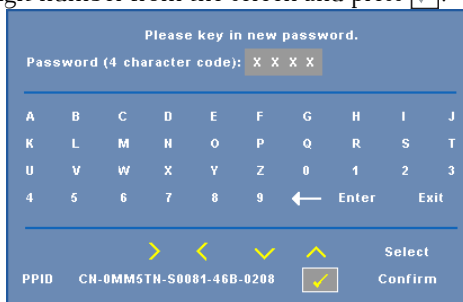 git number from the screen and press ✓.
Please key in new password.
Password (4 character code): X X X X
A B C D E F G H I J
K L M N O P Q R S T
U V W X Y Z 0 1 2 3
4 5 6 7 8 9 ← Enter Exit
> < ∨ ∧ Select
PPID CN-0MM5TN-S0081-46B-0208 ✓ Confirm